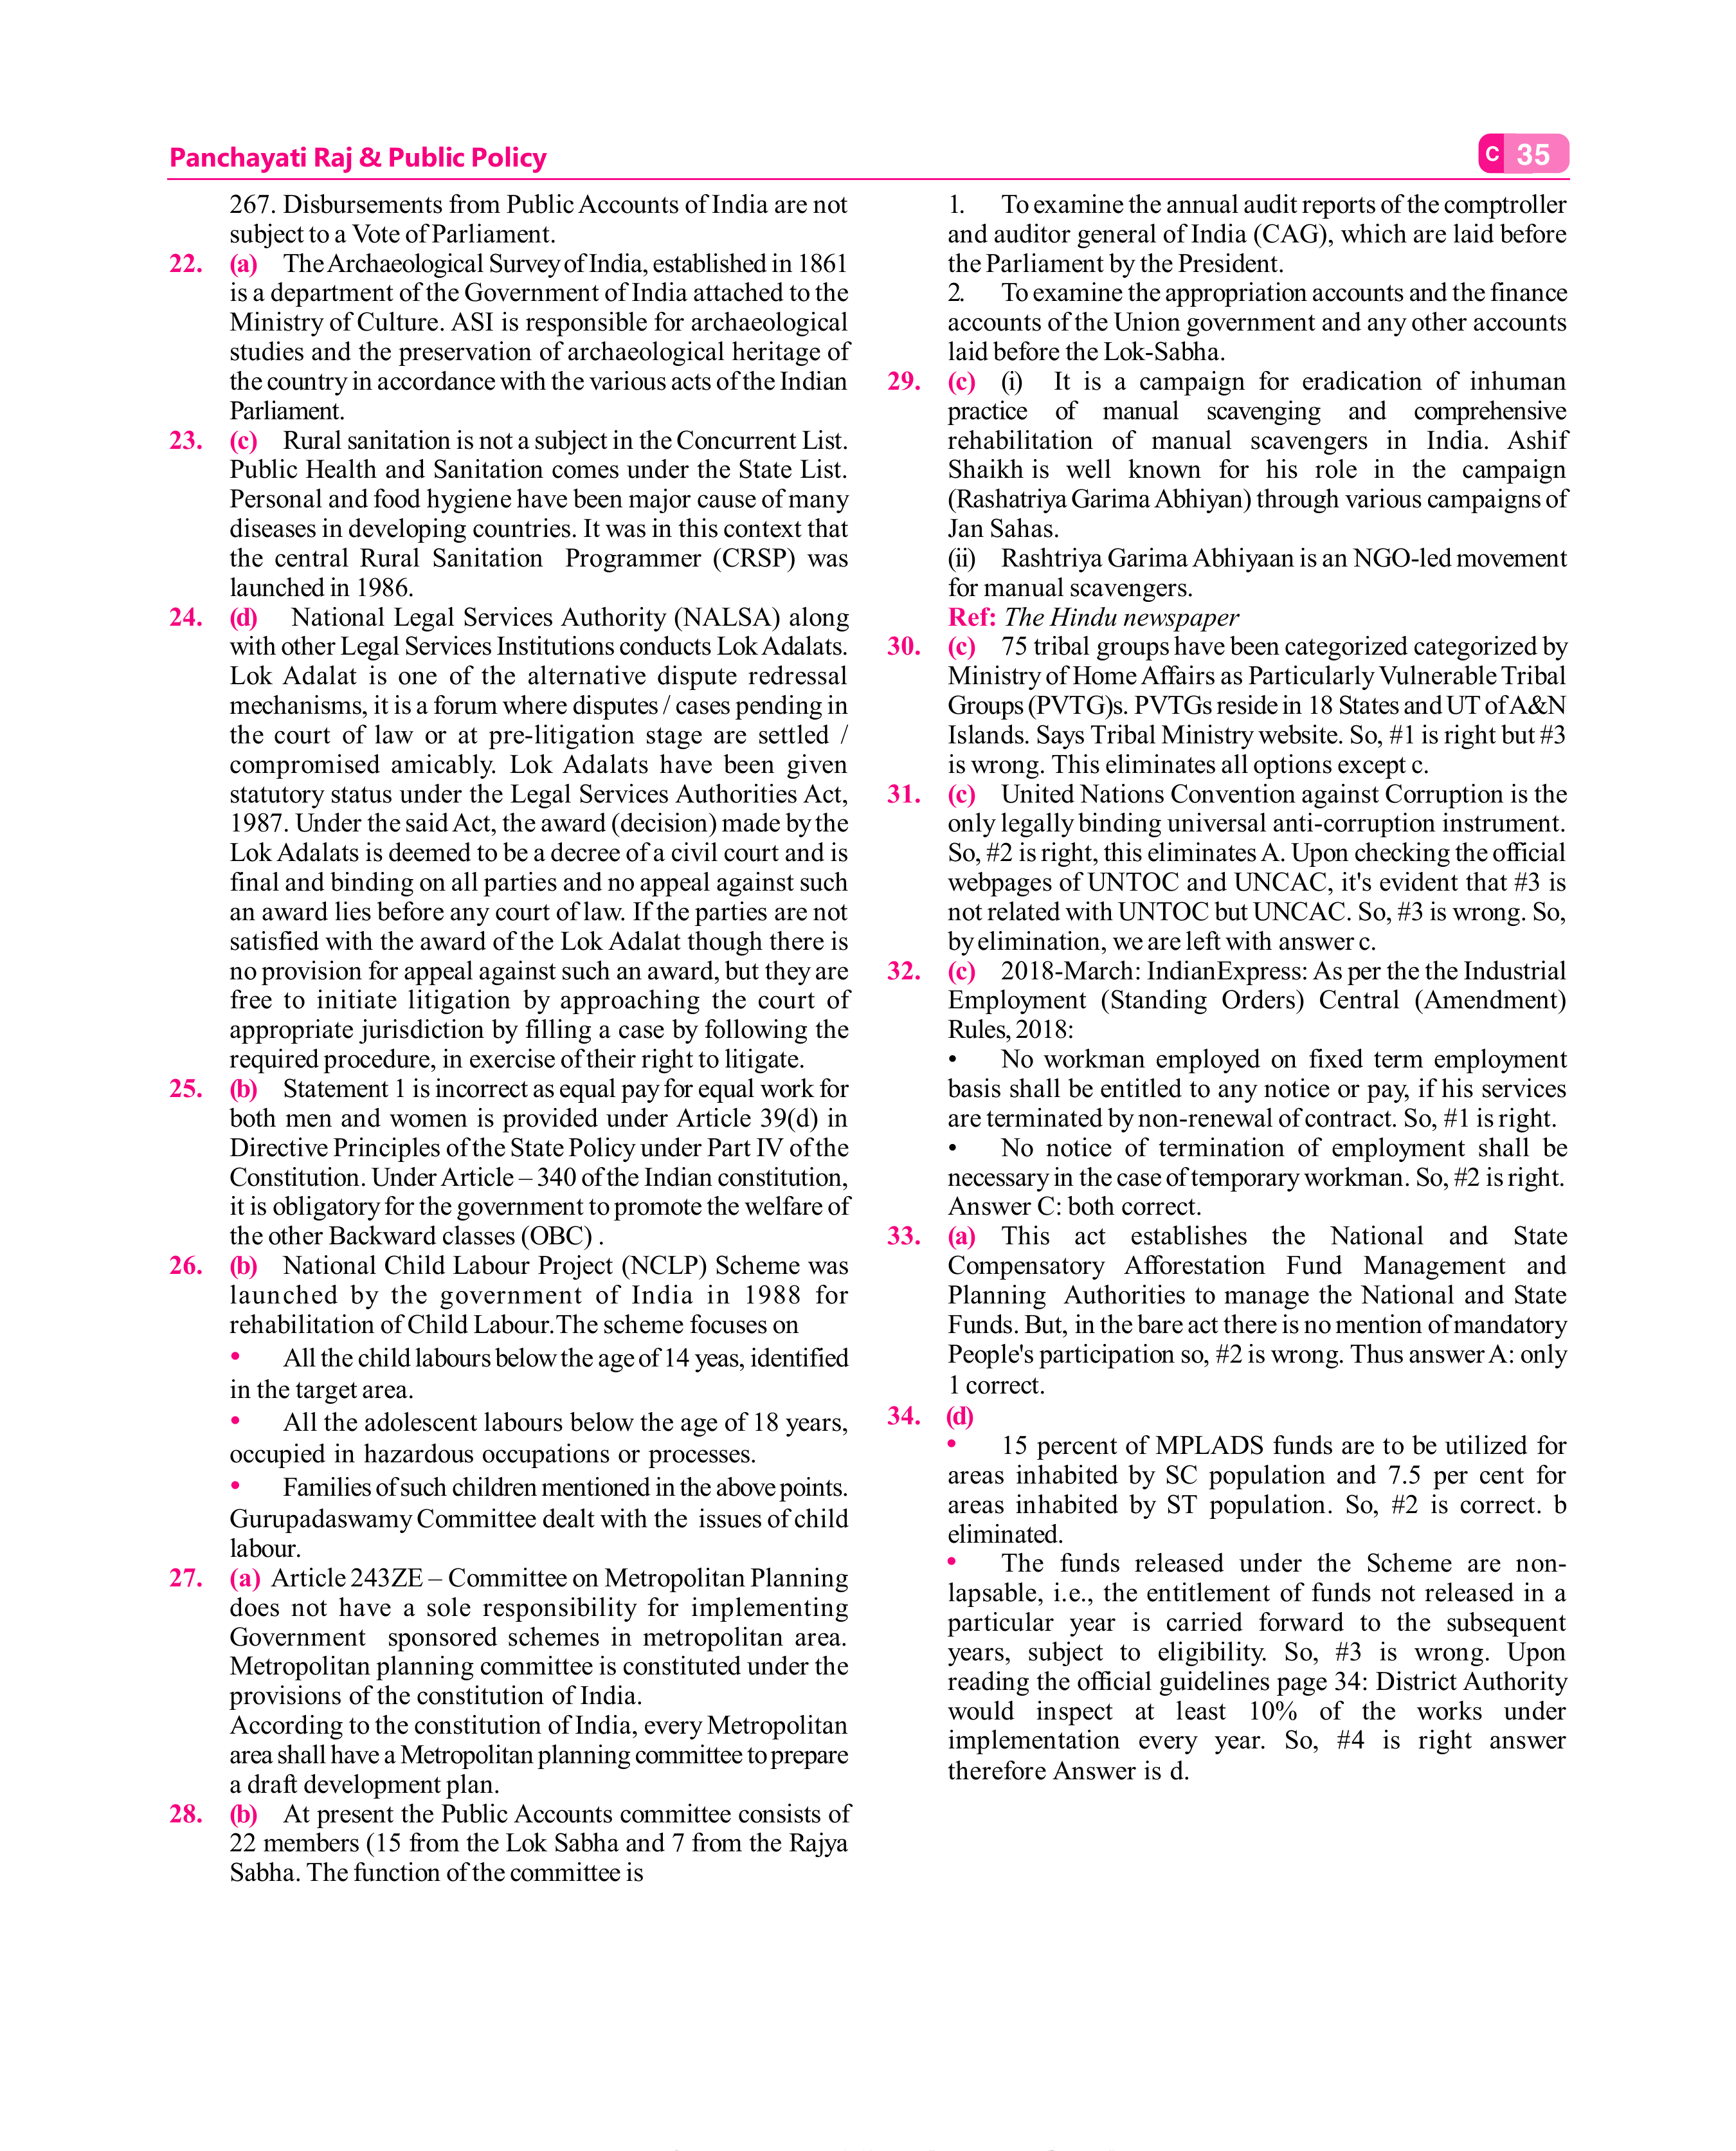 Panchayati Raj & Public Policy
C 35
267. Disbursements from Public Accounts of India are not
subject to a Vote of Parliament.
22. (a) The Archaeological Survey of India, established in 1861
is a department of the Government of India attached to the
Ministry of Culture. ASI is responsible for archaeological
studies and the preservation of archaeological heritage of
the country in accordance with the various acts of the Indian
Parliament.
23. (c) Rural sanitation is not a subject in the Concurrent List.
Public Health and Sanitation comes under the State List.
Personal and food hygiene have been major cause of many
diseases in developing countries. It was in this context that
the central Rural Sanitation Programmer (CRSP) was
launched in 1986.
24. (d) National Legal Services Authority (NALSA) along
with other Legal Services Institutions conducts Lok Adalats.
Lok Adalat is one of the alternative dispute redressal
mechanisms, it is a forum where disputes / cases pending in
the court of law or at pre-litigation stage are settled /
compromised amicably. Lok Adalats have been given
statutory status under the Legal Services Authorities Act,
1987. Under the said Act, the award (decision) made by the
Lok Adalats is deemed to be a decree of a civil court and is
final and binding on all parties and no appeal against such
an award lies before any court of law. If the parties are not
satisfied with the award of the Lok Adalat though there is
no provision for appeal against such an award, but they are
free to initiate litigation by approaching the court of
appropriate jurisdiction by filling a case by following the
required procedure, in exercise of their right to litigate.
25. (b) Statement 1 is incorrect as equal pay for equal work for
both men and women is provided under Article 39(d) in
Directive Principles of the State Policy under Part IV of the
Constitution. Under Article – 340 of the Indian constitution,
it is obligatory for the government to promote the welfare of
the other Backward classes (OBC) .
26. (b) National Child Labour Project (NCLP) Scheme was
launched by the government of India in 1988 for
rehabilitation of Child Labour.The scheme focuses on
• All the child labours below the age of 14 yeas, identified
in the target area.
• All the adolescent labours below the age of 18 years,
occupied in hazardous occupations or processes.
• Families of such children mentioned in the above points.
Gurupadaswamy Committee dealt with the issues of child
labour.
27. (a) Article 243ZE – Committee on Metropolitan Planning
does not have a sole responsibility for implementing
Government sponsored schemes in metropolitan area.
Metropolitan planning committee is constituted under the
provisions of the constitution of India.
According to the constitution of India, every Metropolitan
area shall have a Metropolitan planning committee to prepare
a draft development plan.
28. (b) At present the Public Accounts committee consists of
22 members (15 from the Lok Sabha and 7 from the Rajya
Sabha. The function of the committee is
1. To examine the annual audit reports of the comptroller
and auditor general of India (CAG), which are laid before
the Parliament by the President.
2. To examine the appropriation accounts and the finance
accounts of the Union government and any other accounts
laid before the Lok-Sabha.
29. (c) (i) It is a campaign for eradication of inhuman
practice of manual scavenging and comprehensive
rehabilitation of manual scavengers in India. Ashif
Shaikh is well known for his role in the campaign
(Rashatriya Garima Abhiyan) through various campaigns of
Jan Sahas.
(ii) Rashtriya Garima Abhiyaan is an NGO-led movement
for manual scavengers.
Ref: The Hindu newspaper
30. (c) 75 tribal groups have been categorized categorized by
Ministry of Home Affairs as Particularly Vulnerable Tribal
Groups (PVTG)s. PVTGs reside in 18 States and UT of A&N
Islands. Says Tribal Ministry website. So, #1 is right but #3
is wrong. This eliminates all options except c.
31. (c) United Nations Convention against Corruption is the
only legally binding universal anti-corruption instrument.
So, #2 is right, this eliminates A. Upon checking the official
webpages of UNTOC and UNCAC, it's evident that #3 is
not related with UNTOC but UNCAC. So, #3 is wrong. So,
by elimination, we are left with answer c.
32. (c) 2018-March: IndianExpress: As per the the Industrial
Employment (Standing Orders) Central (Amendment)
Rules, 2018:
• No workman employed on fixed term employment
basis shall be entitled to any notice or pay, if his services
are terminated by non-renewal of contract. So, #1 is right.
• No notice of termination of employment shall be
necessary in the case of temporary workman. So, #2 is right.
Answer C: both correct.
33. (a) This act establishes the National and State
Compensatory Afforestation Fund Management and
Planning Authorities to manage the National and State
Funds. But, in the bare act there is no mention of mandatory
People's participation so, #2 is wrong. Thus answer A: only
1 correct.
34. (d)
• 15 percent of MPLADS funds are to be utilized for
areas inhabited by SC population and 7.5 per cent for
areas inhabited by ST population. So, #2 is correct. b
eliminated.
• The funds released under the Scheme are non-
lapsable, i.e., the entitlement of funds not released in a
particular year is carried forward to the subsequent
years, subject to eligibility. So, #3 is wrong. Upon
reading the official guidelines page 34: District Authority
would inspect at least 10% of the works under
implementation every year. So, #4 is right answer
therefore Answer is d.